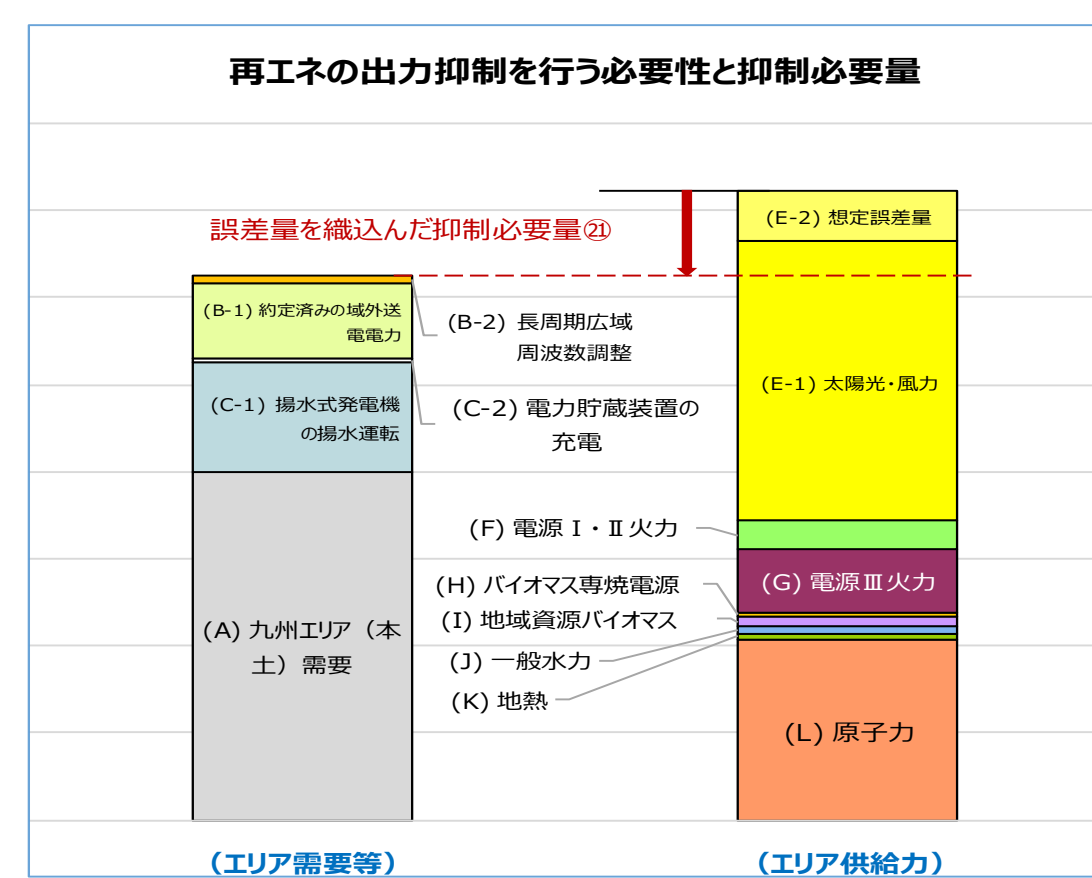 再エネの出力抑制を行う必要性と抑制必要量
誤差量を織込んだ抑制必要量㉑
(B-1) 約定済みの域外送
電電力
(B-2) 長周期広域
周波数調整
(C-1) 揚水式発電機
の揚水運転
(C-2) 電力貯蔵装置の
充電
(A) 九州エリア（本
土）需要
(E-2) 想定誤差量
(E-1) 太陽光・風力
(F) 電源Ⅰ・Ⅱ火力
(G) 電源Ⅲ火力
(H) バイオマス専焼電源
(I) 地域資源バイオマス
(J) 一般水力
(K) 地熱
(L) 原子力
（エリア需要等）
（エリア供給力）